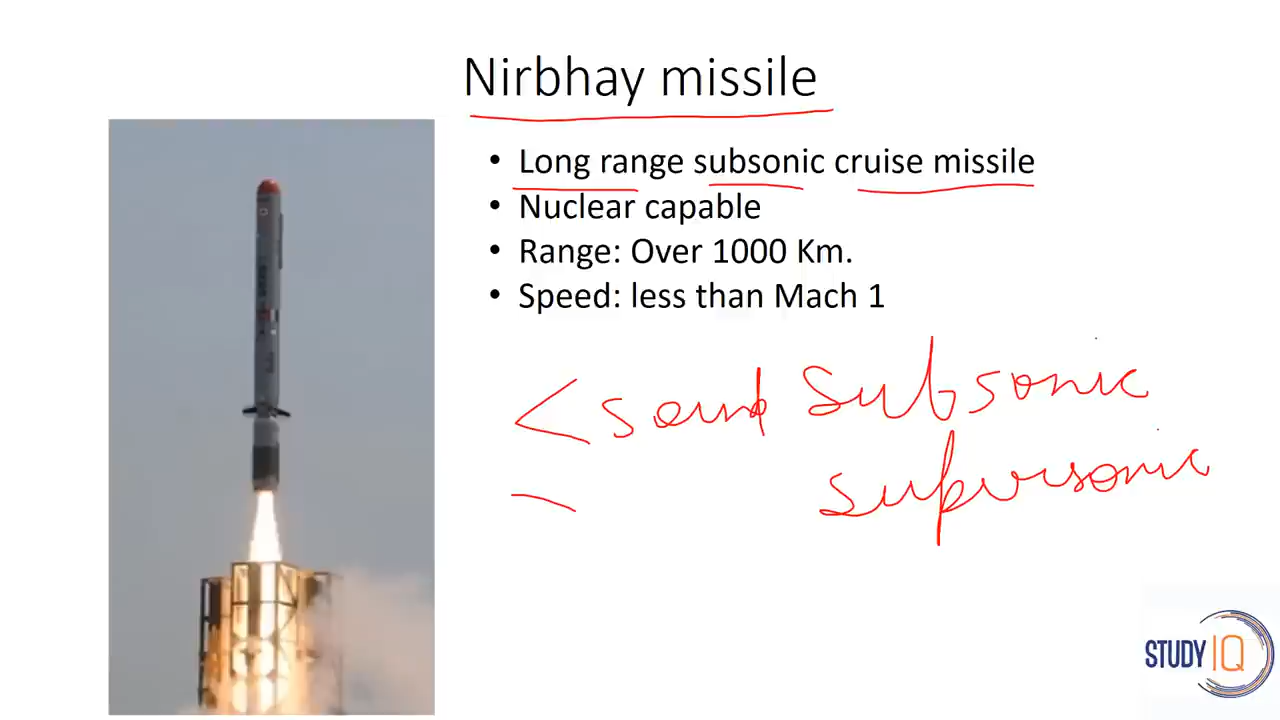 Nirbhay missile
• Long range subsonic cruise missile
• Nuclear capable
• Range: Over 1000 Km.
• Speed: less than Mach 1
< sound subsonic
supersonic
STUDY IQ